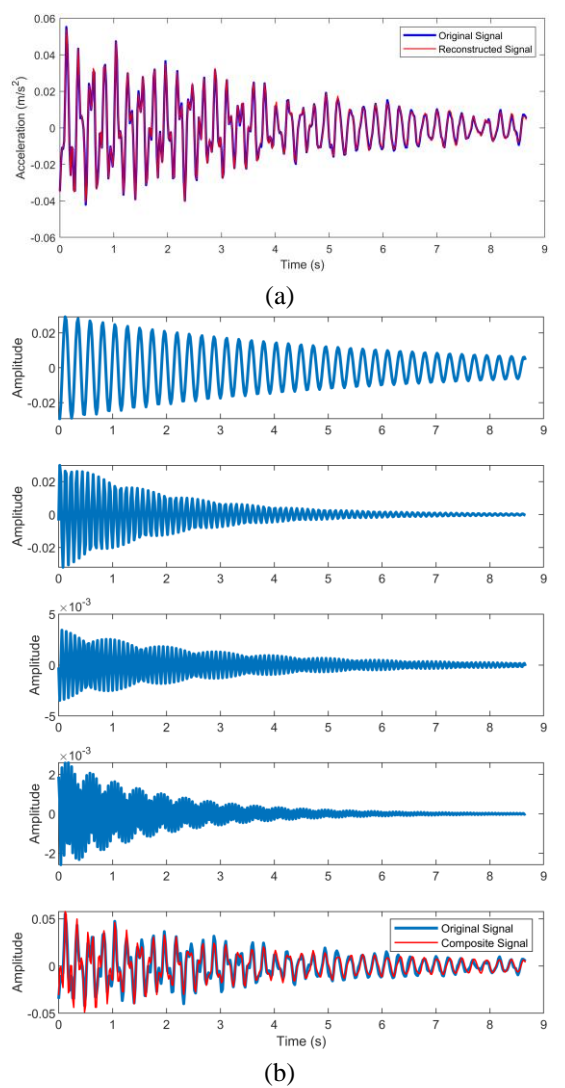 0.06
0.04
0.02
0
-0.02
-0.04
-0.06
Acceleration (m/s²)
Original Signal
Reconstructed Signal
0 1 2 3 4 5 6 7 8 9
Time (s)
(a)
0.02
0
-0.02
Amplitude
0 1 2 3 4 5 6 7 8 9
0.02
0
-0.02
Amplitude
0 1 2 3 4 5 6 7 8 9
×10⁻³
5
0
-5
Amplitude
0 1 2 3 4 5 6 7 8 9
×10⁻³
2
0
-2
Amplitude
0 1 2 3 4 5 6 7 8 9
0.05
0
-0.05
Amplitude
Original Signal
Composite Signal
0 1 2 3 4 5 6 7 8 9
Time (s)
(b)